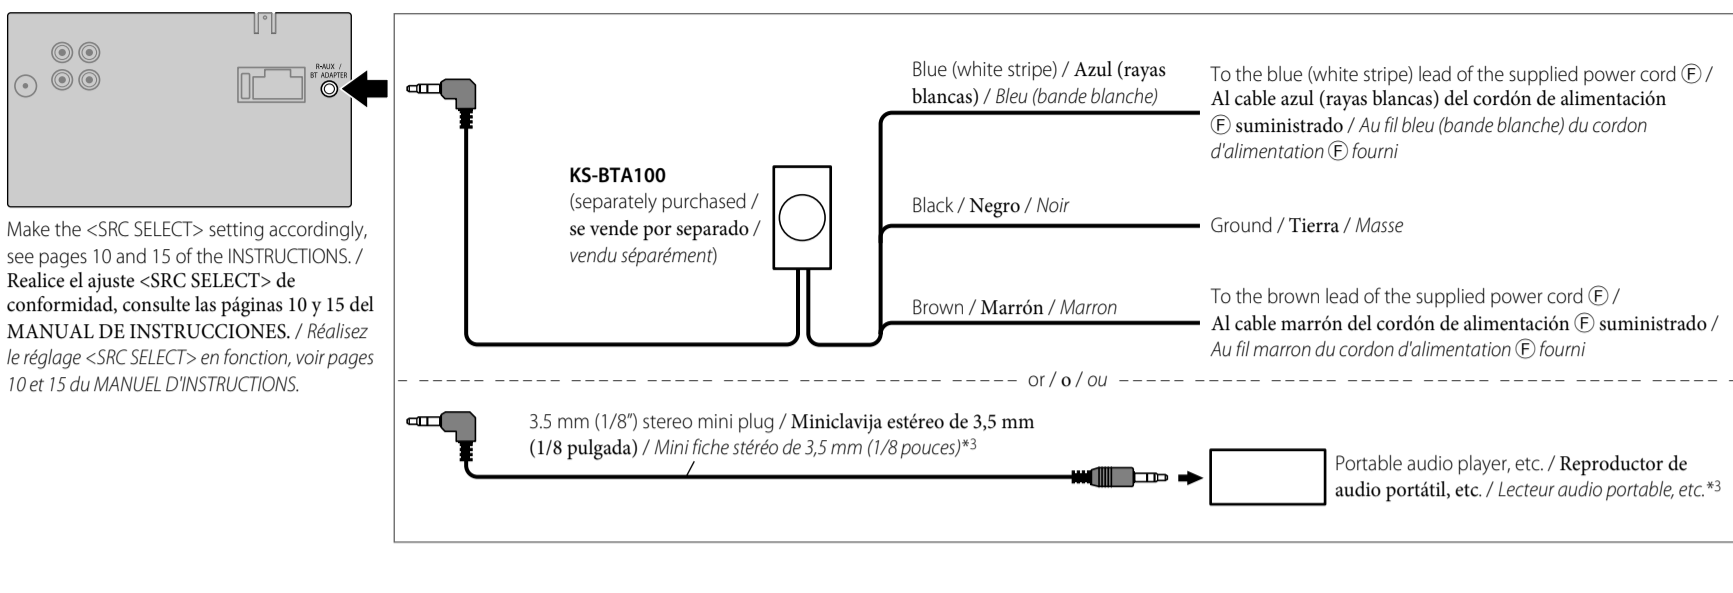 R-AUX /
BT ADAPTER
Make the <SRC SELECT> setting accordingly,
see pages 10 and 15 of the INSTRUCTIONS. /
Realice el ajuste <SRC SELECT> de
conformidad, consulte las páginas 10 y 15 del
MANUAL DE INSTRUCCIONES. / Réalisez
le réglage <SRC SELECT> en fonction, voir pages
10 et 15 du MANUEL D'INSTRUCTIONS.
KS-BTA100
(separately purchased /
se vende por separado /
vendu séparément)
Blue (white stripe) / Azul (rayas
blancas) / Bleu (bande blanche)
To the blue (white stripe) lead of the supplied power cord Ⓕ /
Al cable azul (rayas blancas) del cordón de alimentación
Ⓕ suministrado / Au fil bleu (bande blanche) du cordon
d'alimentation Ⓕ fourni
Black / Negro / Noir
Ground / Tierra / Masse
Brown / Marrón / Marron
To the brown lead of the supplied power cord Ⓕ /
Al cable marrón del cordón de alimentación Ⓕ suministrado /
Au fil marron du cordon d'alimentation Ⓕ fourni
or / o / ou
3.5 mm (1/8") stereo mini plug / Miniclavija estéreo de 3,5 mm
(1/8 pulgada) / Mini fiche stéréo de 3,5 mm (1/8 pouces)*3
Portable audio player, etc. / Reproductor de
audio portátil, etc. / Lecteur audio portable, etc.*3